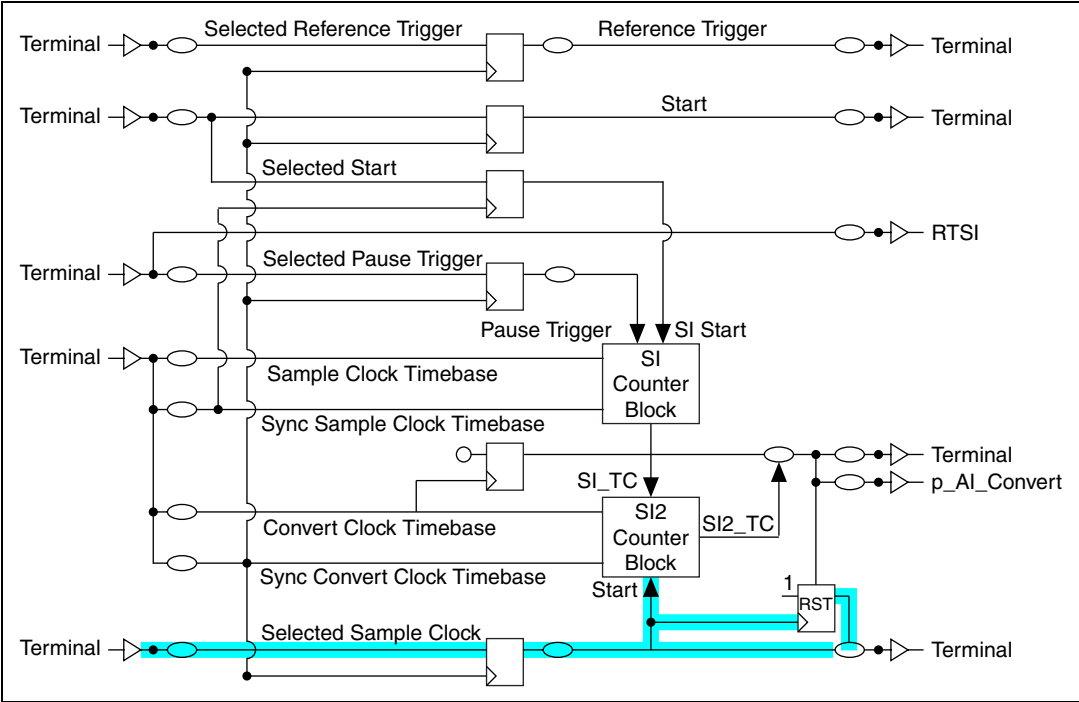 Terminal
Selected Reference Trigger
Reference Trigger
Terminal
Terminal
Start
Terminal
Selected Start
RTSI
Terminal
Selected Pause Trigger
Pause Trigger
SI Start
Terminal
Sample Clock Timebase
SI
Counter
Block
Sync Sample Clock Timebase
Terminal
SI_TC
p_AI_Convert
Convert Clock Timebase
SI2
Counter
Block
SI2_TC
Sync Convert Clock Timebase
Start
1
RST
Terminal
Selected Sample Clock
Terminal